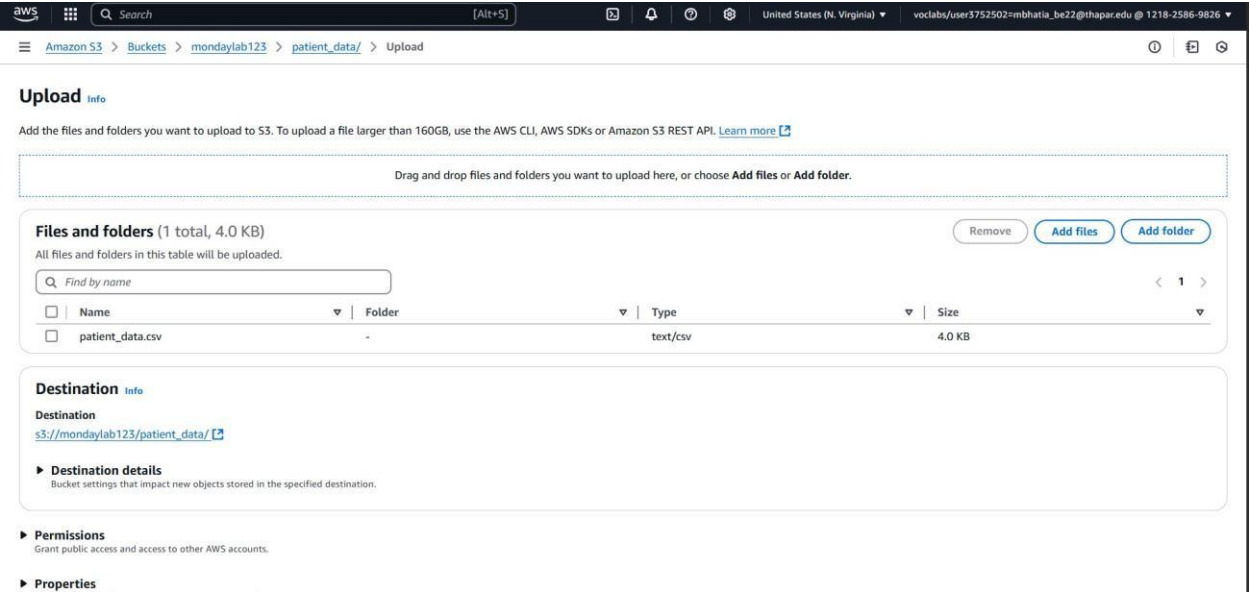 aws Search [Alt+S] United States (N. Virginia) voclabs/user3752502=mbhatia_be22@thapar.edu @ 1218-2586-9826
Amazon S3 > Buckets > mondaylab123 > patient_data/ > Upload
Upload Info
Add the files and folders you want to upload to S3. To upload a file larger than 160GB, use the AWS CLI, AWS SDKs or Amazon S3 REST API. Learn more
Drag and drop files and folders you want to upload here, or choose Add files or Add folder.
Files and folders (1 total, 4.0 KB) Remove Add files Add folder
All files and folders in this table will be uploaded.
Find by name < 1 >
Name Folder Type Size
patient_data.csv - text/csv 4.0 KB
Destination Info
Destination
s3://mondaylab123/patient_data/
Destination details
Bucket settings that impact new objects stored in the specified destination.
Permissions
Grant public access and access to other AWS accounts.
Properties